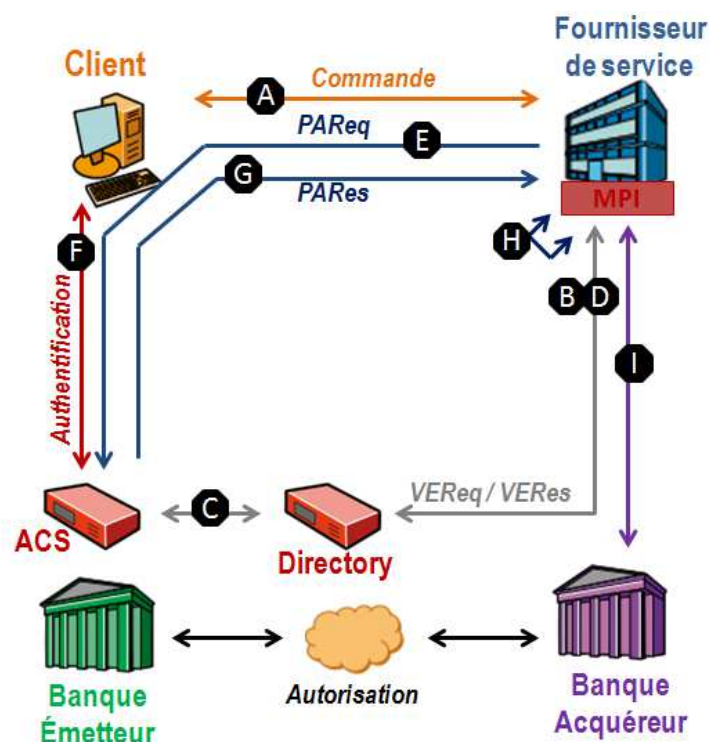 Client
Fournisseur
de service
A
Commande
PAReq
E
G
PARes
MPI
H
F
B
D
I
Authentification
VEReq / VERes
C
ACS
Directory
Banque
Émetteur
Autorisation
Banque
Acquéreur